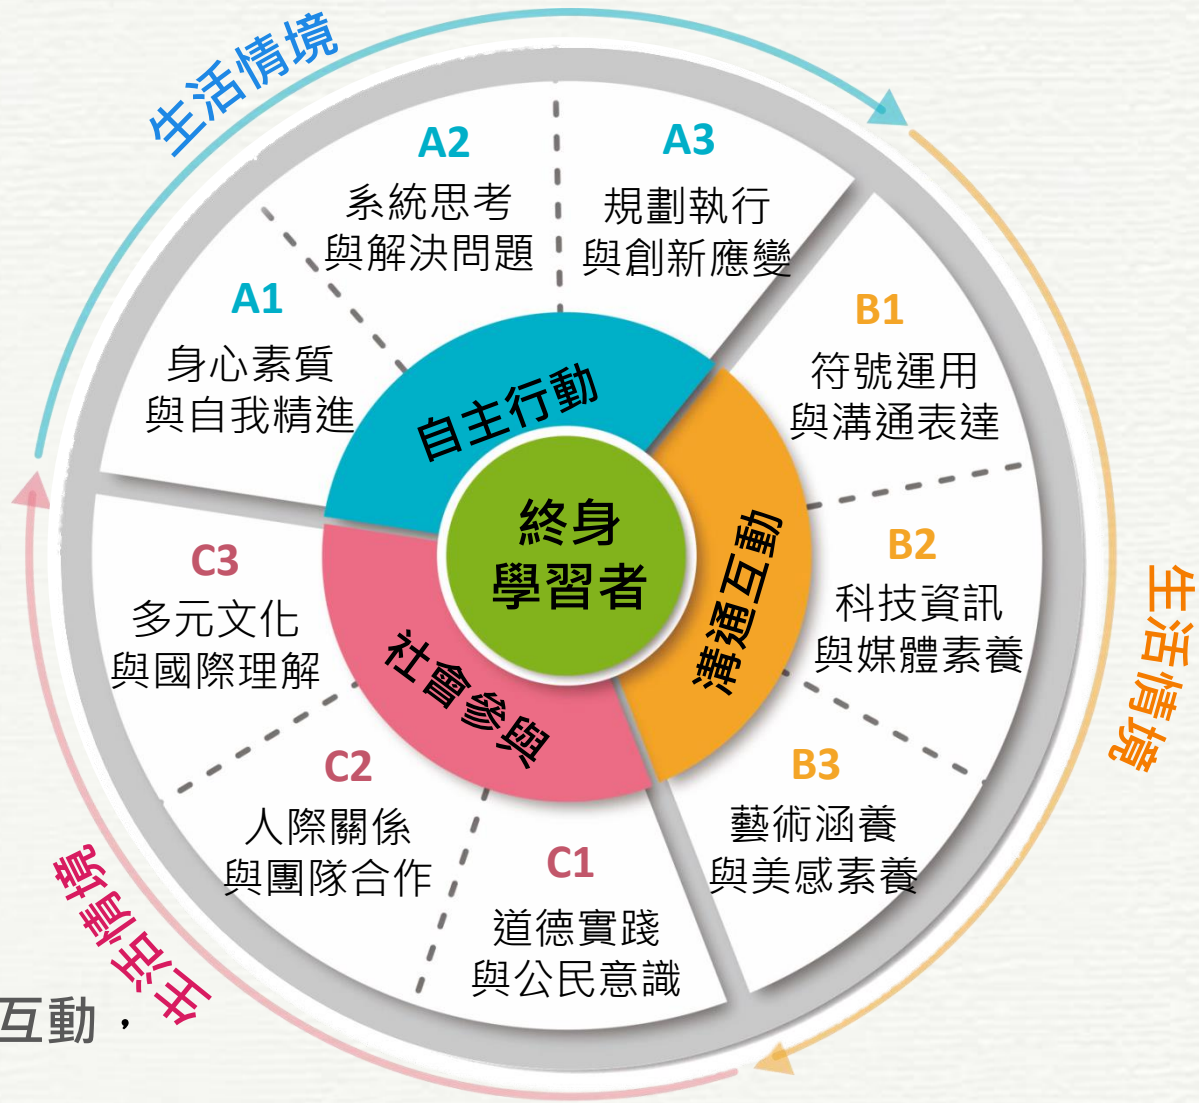 生活情境
A1
身心素質
與自我精進
A2
系統思考
與解決問題
A3
規劃執行
與創新應變
B1
符號運用
與溝通表達
B2
科技資訊
與媒體素養
B3
藝術涵養
與美感素養
C1
道德實踐
與公民意識
C2
人際關係
與團隊合作
C3
多元文化
與國際理解
自主行動
溝通互動
社會參與
終身
學習者
生活情境
生活情境
互動，